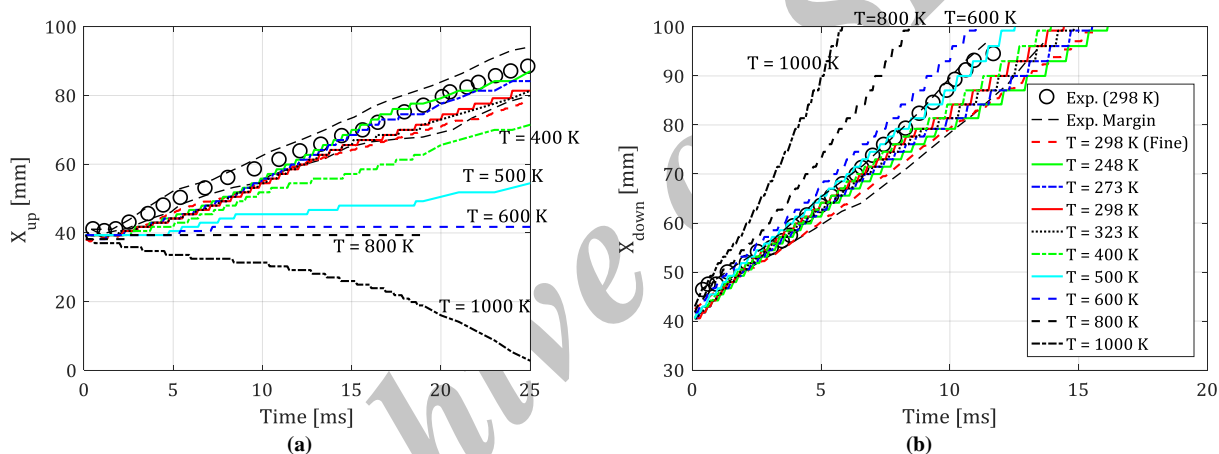 100
80
60
40
20
0
X_up [mm]
0
5
10
15
20
25
Time [ms]
T = 400 K
T = 500 K
T = 600 K
T = 800 K
T = 1000 K
(a)
100
90
80
70
60
50
40
30
X_down [mm]
0
5
10
15
20
Time [ms]
T=800 K
T=600 K
T = 1000 K
Exp. (298 K)
Exp. Margin
T = 298 K (Fine)
T = 248 K
T = 273 K
T = 298 K
T = 323 K
T = 400 K
T = 500 K
T = 600 K
T = 800 K
T = 1000 K
(b)
hive